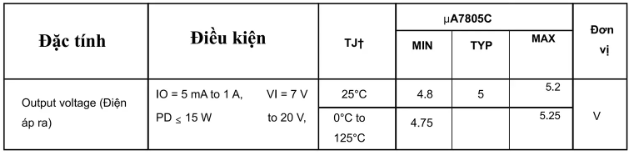 Đặc tính
Điều kiện
TJ†
µA7805C
MIN
TYP
MAX
Đơn
vị
Output voltage (Điện
áp ra)
IO = 5 mA to 1 A, VI = 7 V
PD ≤ 15 W to 20 V,
25°C
4.8
5
5.2
0°C to
125°C
4.75
5.25
V